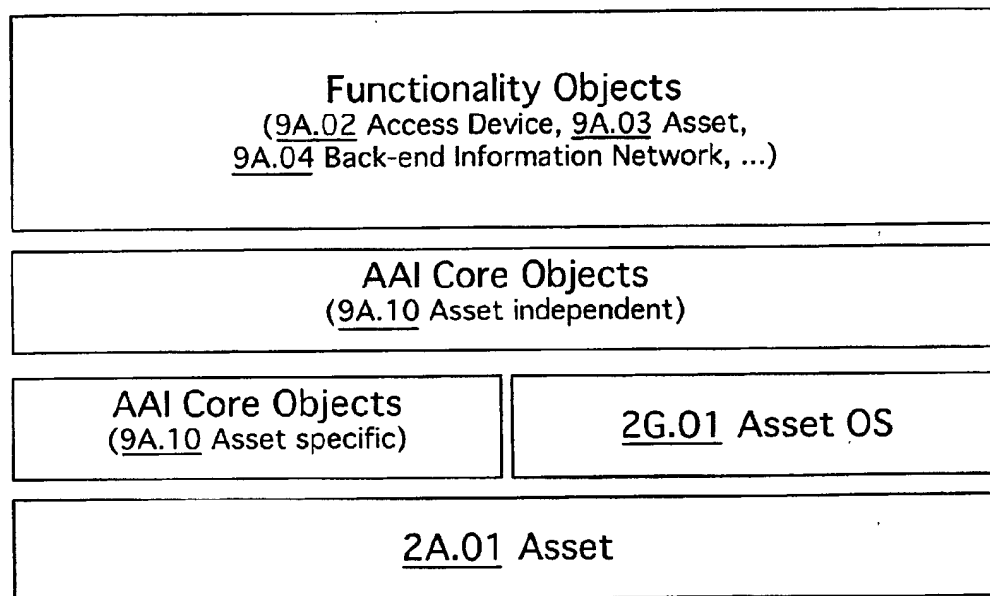 Functionality Objects
(9A.02 Access Device, 9A.03 Asset,
9A.04 Back-end Information Network, ...)
AAI Core Objects
(9A.10 Asset independent)
AAI Core Objects
(9A.10 Asset specific)
2G.01 Asset OS
2A.01 Asset